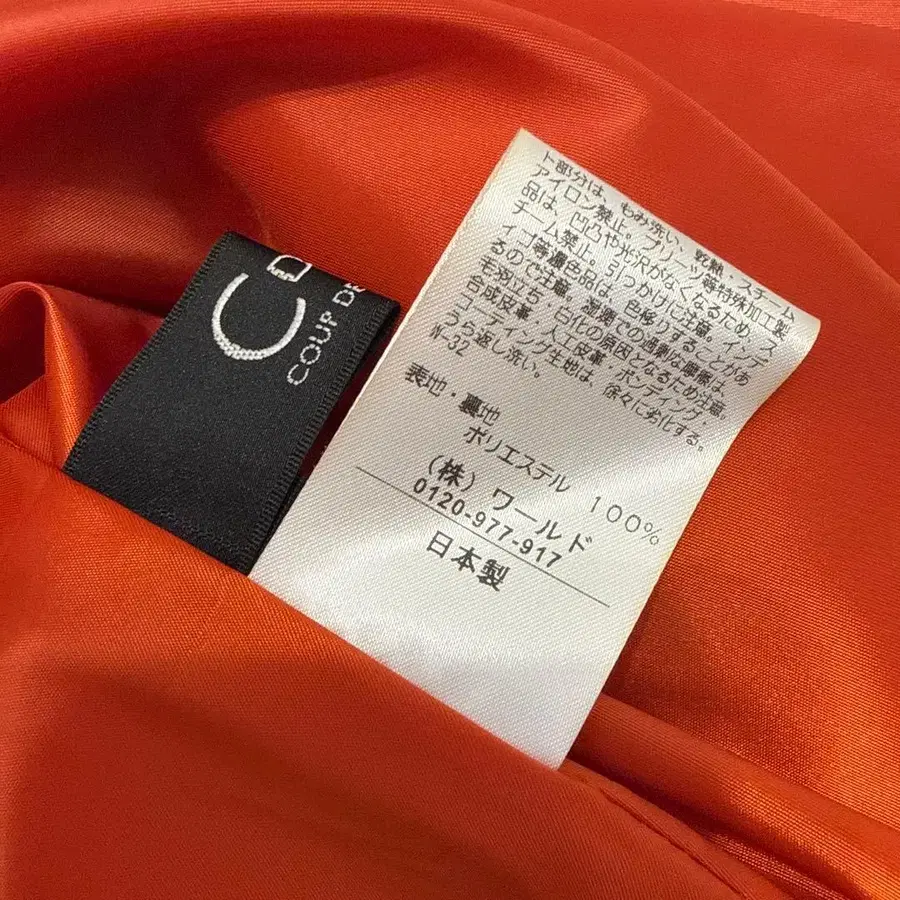 C
COUP DE
ト部分は、もみ洗い、乾熱・スチーム
アイロン禁止。プリーツ等特殊加工製
品は、凹凸や光沢がなくなるため、ス
チーム禁止。引っかけに注意。インデ
ィゴ等濃色品は、色移りすることがあ
るので注意。湿潤での過剰な摩擦は、
毛羽立ち・白化の原因となるため注意。
合成皮革・人工皮革・ボンディング・
コーティング生地は、徐々に劣化する。
うら返し洗い。
N-32
表地・裏地
ポリエステル 100%
(株) ワールド
0120-977-917
日本製